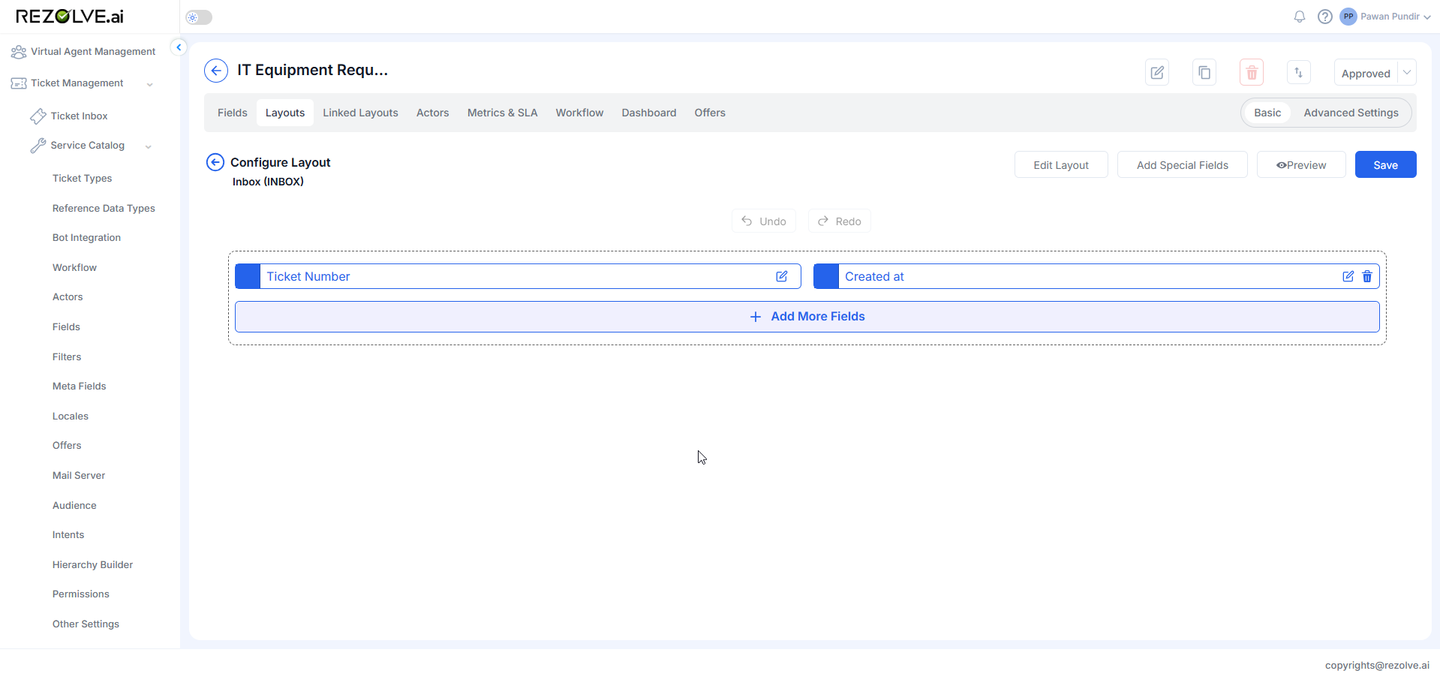 REZOLVE.ai
PP Pawan Pundir
Virtual Agent Management
Ticket Management
Ticket Inbox
Service Catalog
Ticket Types
Reference Data Types
Bot Integration
Workflow
Actors
Fields
Filters
Meta Fields
Locales
Offers
Mail Server
Audience
Intents
Hierarchy Builder
Permissions
Other Settings
IT Equipment Requ...
Approved
Fields Layouts Linked Layouts Actors Metrics & SLA Workflow Dashboard Offers Basic Advanced Settings
Configure Layout
Inbox (INBOX)
Edit Layout Add Special Fields Preview Save
Undo Redo
Ticket Number Created at
+ Add More Fields
copyrights@rezolve.ai